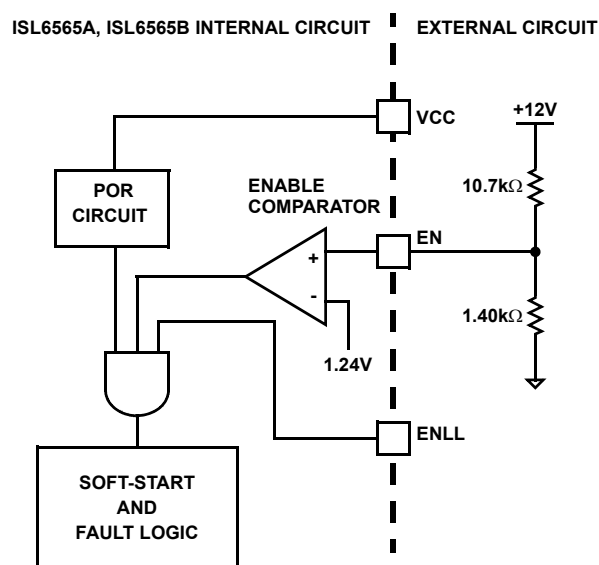 ISL6565A, ISL6565B INTERNAL CIRCUIT
EXTERNAL CIRCUIT
VCC
+12V
POR
CIRCUIT
ENABLE
COMPARATOR
10.7kΩ
EN
+
-
1.40kΩ
1.24V
ENLL
SOFT-START
AND
FAULT LOGIC